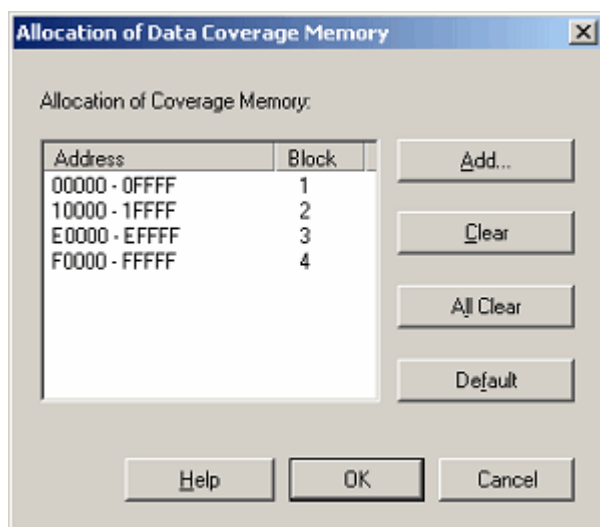 Allocation of Data Coverage Memory
Allocation of Coverage Memory:
Address Block
00000 - 0FFFF 1
10000 - 1FFFF 2
E0000 - EFFFF 3
F0000 - FFFFF 4
Add...
Clear
All Clear
Default
Help OK Cancel